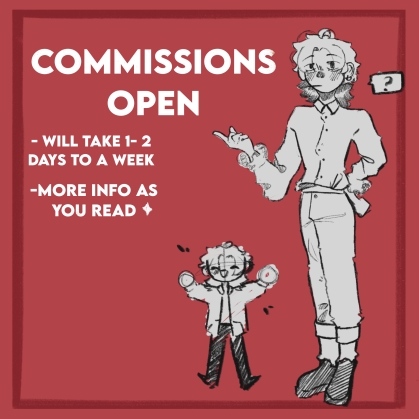 COMMISSIONS
OPEN
- WILL TAKE 1- 2
DAYS TO A WEEK
-MORE INFO AS
YOU READ ✦
?